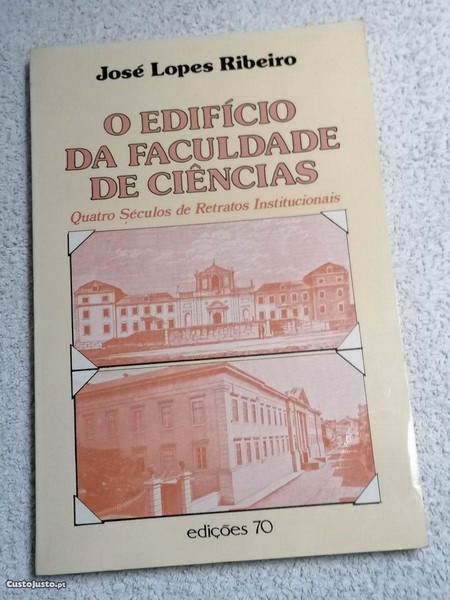 José Lopes Ribeiro
O EDIFÍCIO
DA FACULDADE
DE CIÊNCIAS
Quatro Séculos de Retratos Institucionais
edições 70
CustoJusto.pt